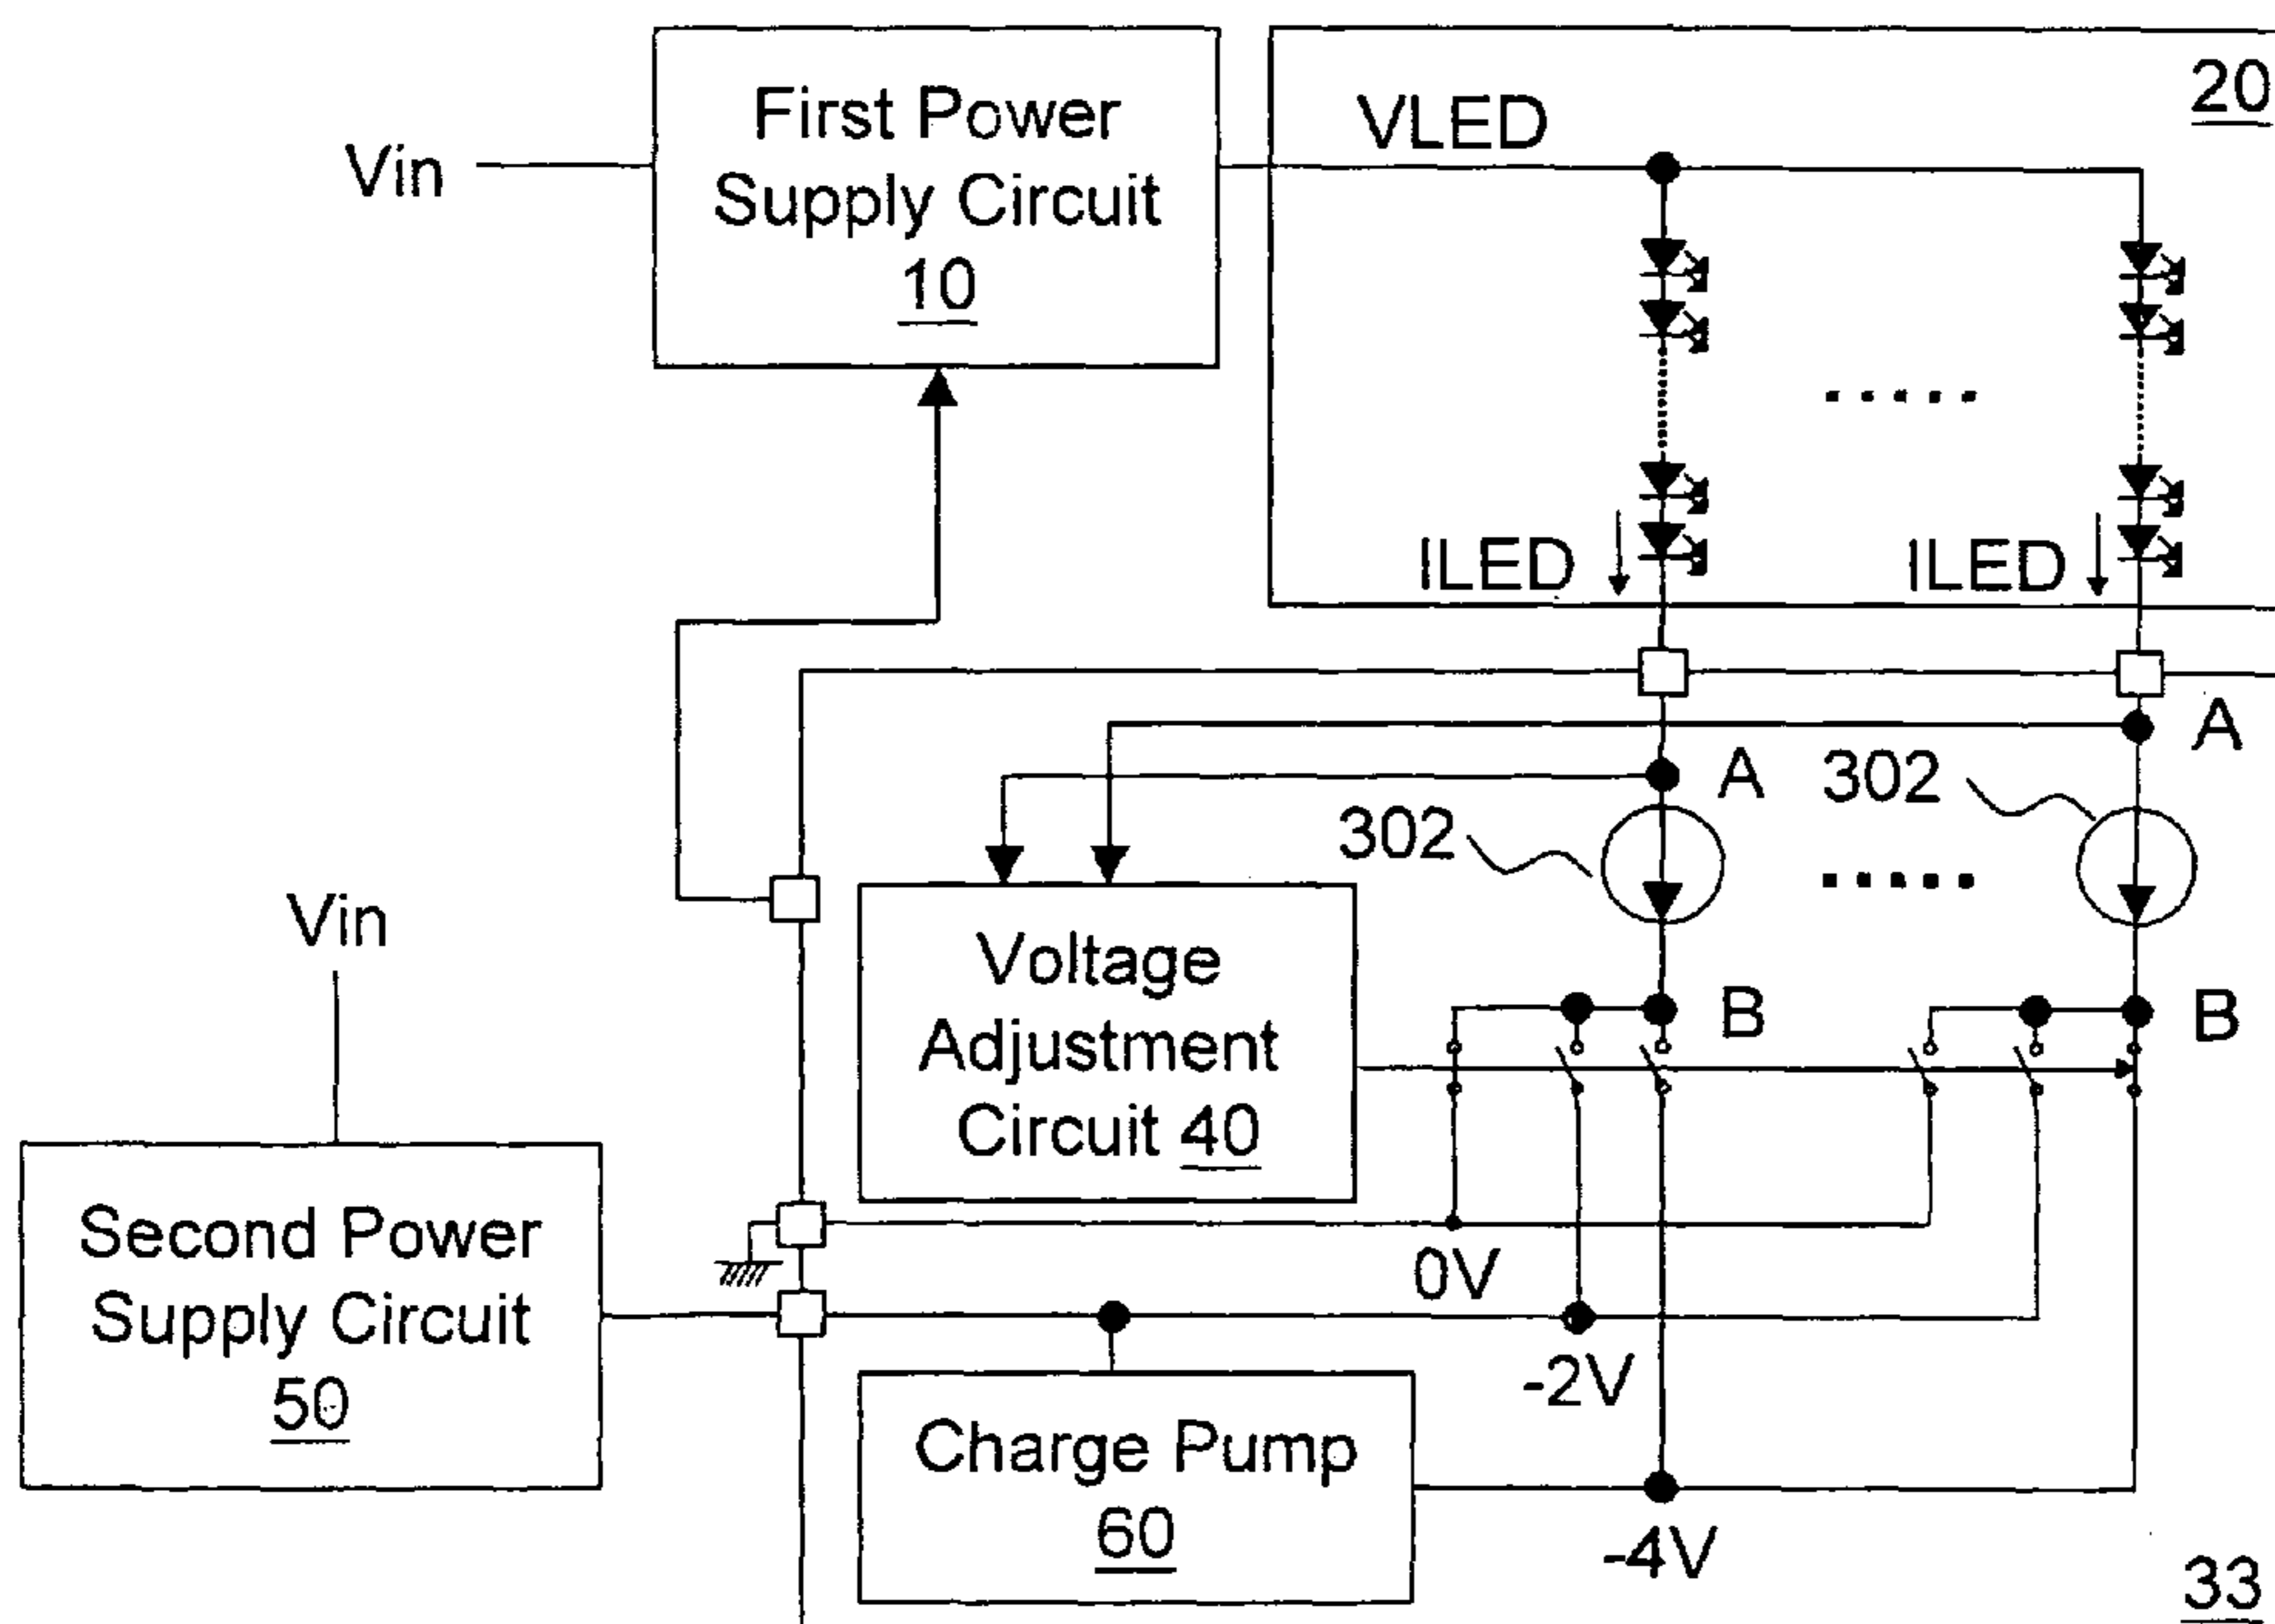 20
First Power
Supply Circuit
10
VLED
Vin
ILED
ILED
A
A
302
302
Vin
Voltage
Adjustment
Circuit 40
B
B
Second Power
Supply Circuit
50
0V
-2V
Charge Pump
60
-4V
33